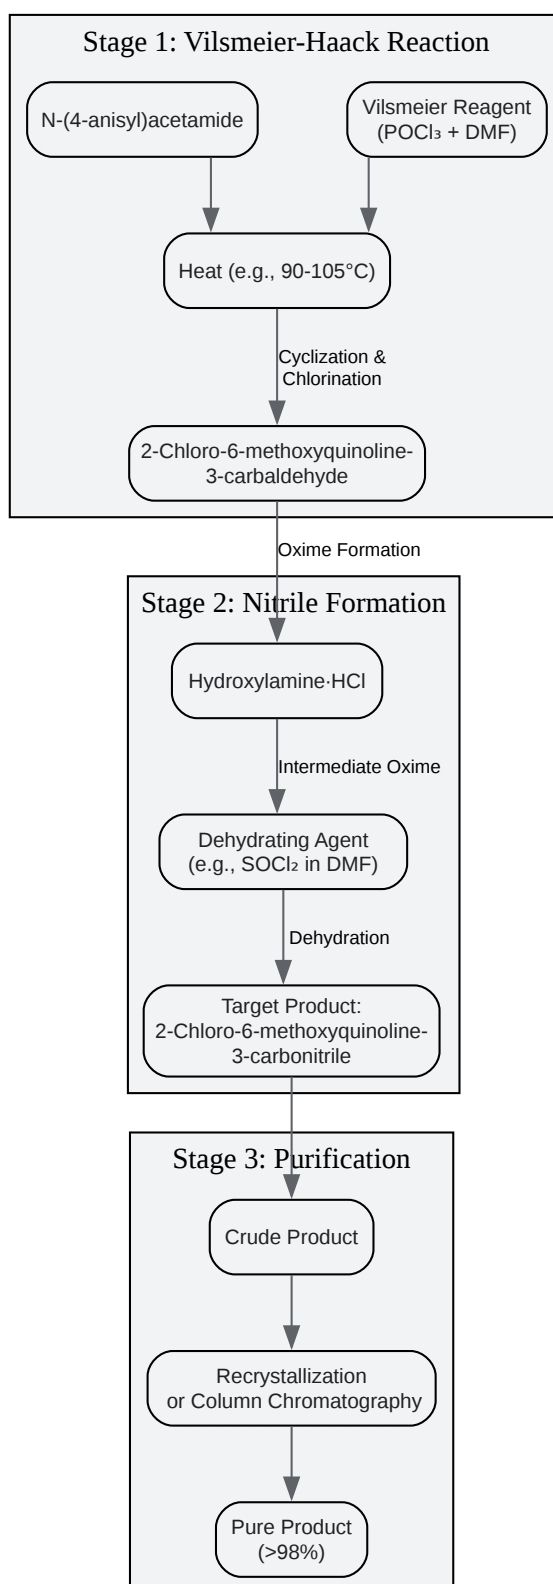 Stage 1: Vilsmeier-Haack Reaction
N-(4-anisyl)acetamide
Vilsmeier Reagent
(POCl₃ + DMF)
Heat (e.g., 90-105°C)
Cyclization &
Chlorination
2-Chloro-6-methoxyquinoline-
3-carbaldehyde
Oxime Formation
Stage 2: Nitrile Formation
Hydroxylamine·HCl
Intermediate Oxime
Dehydrating Agent
(e.g., SOCl₂ in DMF)
Dehydration
Target Product:
2-Chloro-6-methoxyquinoline-
3-carbonitrile
Stage 3: Purification
Crude Product
Recrystallization
or Column Chromatography
Pure Product
(>98%)